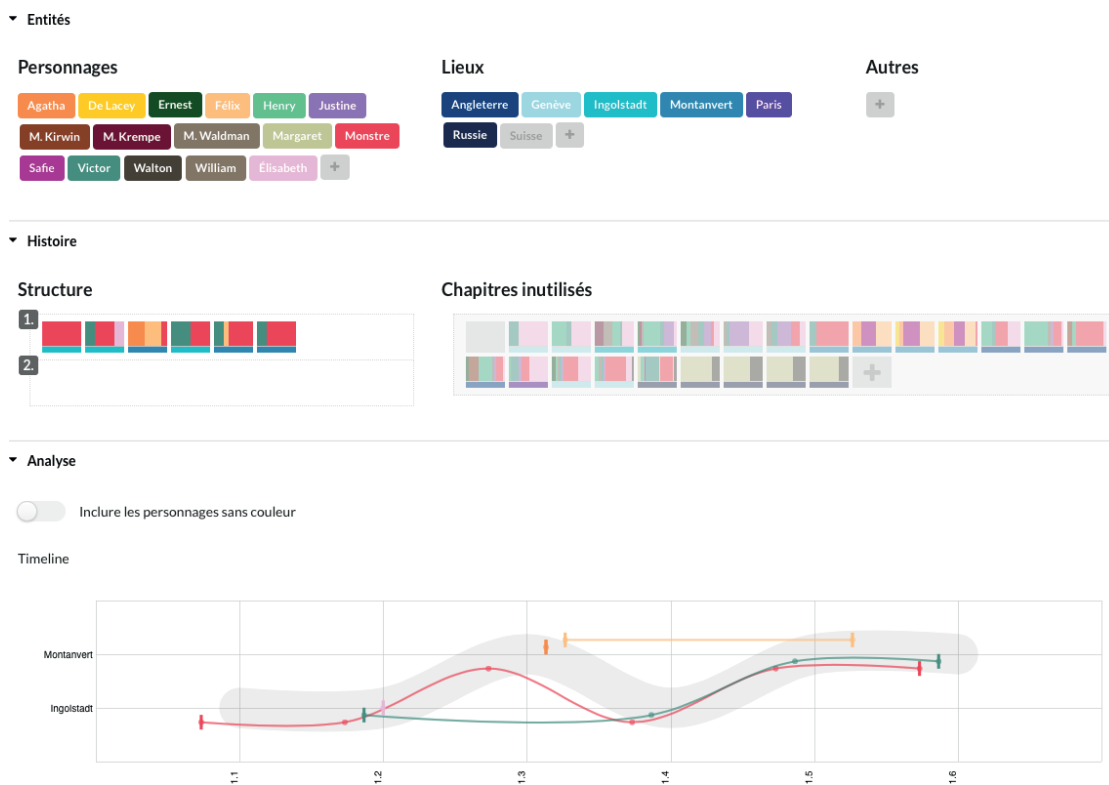 Entités
Personnages Lieux Autres
Agatha De Lacey Ernest Félix Henry Justine Angleterre Genève Ingolstadt Montanvert Paris +
M. Kirwin M. Krempe M. Waldman Margaret Monstre Russie Suisse +
Safie Victor Walton William Élisabeth +
Histoire
Structure Chapitres inutilisés
1.
2.
+
Analyse
Inclure les personnages sans couleur
Timeline
Montanvert
Ingolstadt
1.1 1.2 1.3 1.4 1.5 1.6